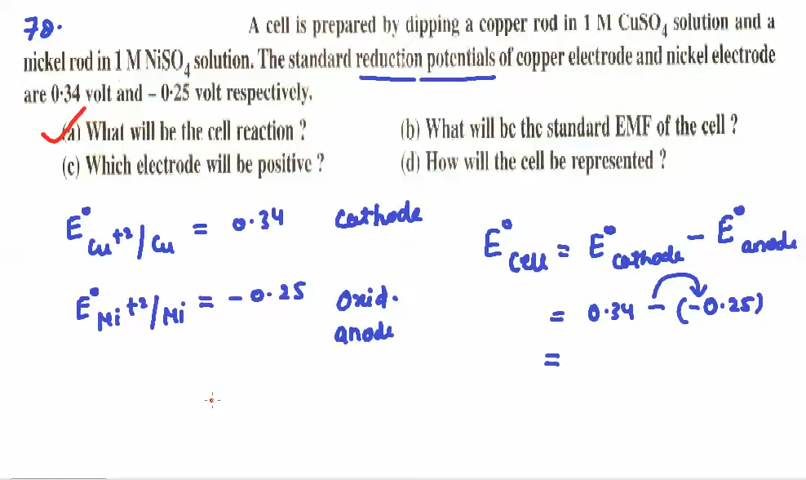 78.
A cell is prepared by dipping a copper rod in 1 M CuSO₄ solution and a
nickel rod in 1 M NiSO₄ solution. The standard reduction potentials of copper electrode and nickel electrode
are 0·34 volt and – 0·25 volt respectively.
(a) What will be the cell reaction ? (b) What will be the standard EMF of the cell ?
(c) Which electrode will be positive ? (d) How will the cell be represented ?
E° Cu⁺²/Cu = 0.34 cathode
E° Ni⁺²/Ni = -0.25 oxid.
anode
E° cell = E° cathode - E° anode
= 0.34 - (-0.25)
=